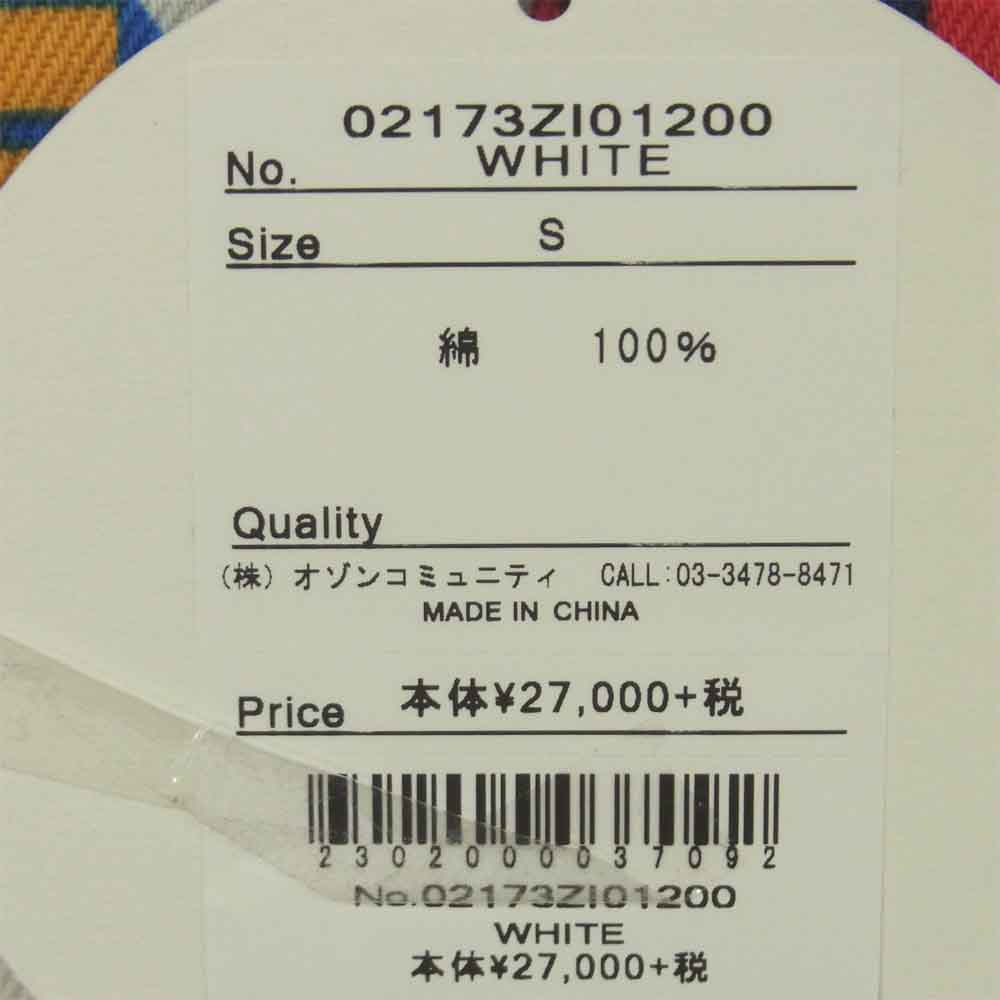 02173ZI01200
No. WHITE
Size S
綿 100%
Quality
(株) オゾンコミュニティ CALL:03-3478-8471
MADE IN CHINA
Price 本体¥27,000+税
2302000037092
No.02173ZI01200
WHITE
本体¥27,000+税